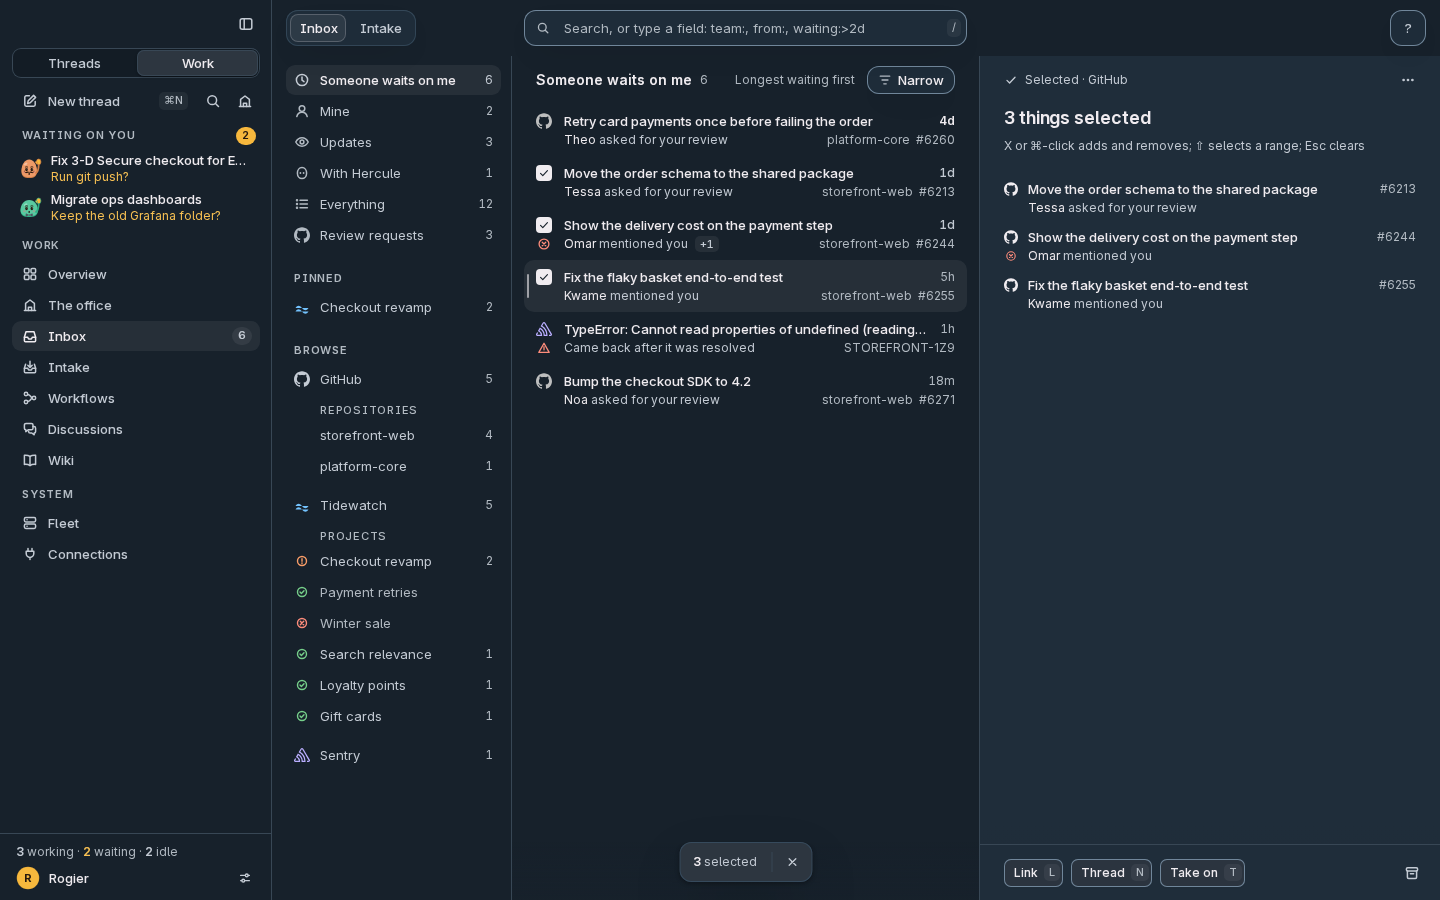 Threads
Work
New thread
⌘N
WAITING ON YOU
2
Fix 3-D Secure checkout for E…
Run git push?
Migrate ops dashboards
Keep the old Grafana folder?
WORK
Overview
The office
Inbox
6
Intake
Workflows
Discussions
Wiki
SYSTEM
Fleet
Connections
3 working · 2 waiting · 2 idle
R
Rogier
Inbox
Intake
Someone waits on me 6
Mine 2
Updates 3
With Hercule 1
Everything 12
Review requests 3
PINNED
Checkout revamp 2
BROWSE
GitHub 5
REPOSITORIES
storefront-web 4
platform-core 1
Tidewatch 5
PROJECTS
Checkout revamp 2
Payment retries
Winter sale
Search relevance 1
Loyalty points 1
Gift cards 1
Sentry 1
Search, or type a field: team:, from:, waiting:>2d
/
?
Someone waits on me 6
Longest waiting first
Narrow
Retry card payments once before failing the order 4d
Theo asked for your review platform-core #6260
Move the order schema to the shared package 1d
Tessa asked for your review storefront-web #6213
Show the delivery cost on the payment step 1d
Omar mentioned you +1 storefront-web #6244
Fix the flaky basket end-to-end test 5h
Kwame mentioned you storefront-web #6255
TypeError: Cannot read properties of undefined (reading… 1h
Came back after it was resolved STOREFRONT-1Z9
Bump the checkout SDK to 4.2 18m
Noa asked for your review storefront-web #6271
3 selected
Selected · GitHub
3 things selected
X or ⌘-click adds and removes; ⇧ selects a range; Esc clears
Move the order schema to the shared package #6213
Tessa asked for your review
Show the delivery cost on the payment step #6244
Omar mentioned you
Fix the flaky basket end-to-end test #6255
Kwame mentioned you
Link L
Thread N
Take on T